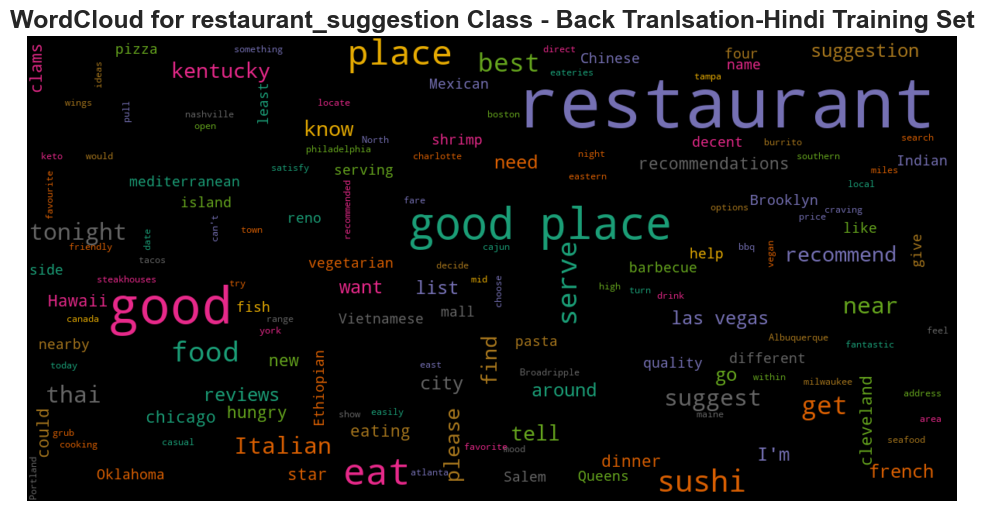 WordCloud for restaurant_suggestion Class - Back Tranlsation-Hindi Training Set
clams
pizza
something
ideas
kentucky
place
best
direct
Chinese
eateries
four
name
suggestion
wings
pull
nashville
open
least
locate
know
Mexican
tampa
restaurant
boston
philadelphia
North
shrimp
decent
burrito
search
keto
would
satisfy
serving
charlotte
need
night
eastern
recommendations
southern
Indian
miles
favourite
mediterranean
island
recommended
fare
options
Brooklyn
price
craving
local
tonight
date
can't
town
reno
good place
cajun
like
friendly
tacos
side
steakhouses
vegetarian
decide
serve
help
bbq
vegan
recommend
give
barbecue
try
mid
choose
high
turn
drink
Hawaii
good
fish
want
list
near
canada
range
york
Vietnamese
mall
las vegas
Albuquerque
feel
nearby
food
new
find
pasta
quality
different
fantastic
today
Ethiopian
east
Broadripple
go
within
milwaukee
thai
reviews
city
around
suggest
get
cleveland
address
could
chicago
hungry
show
easily
please
maine
area
grub
cooking
casual
Italian
eating
favorite
mood
tell
I'm
seafood
Portland
Oklahoma
star
eat
atlanta
Salem
Queens
dinner
sushi
french